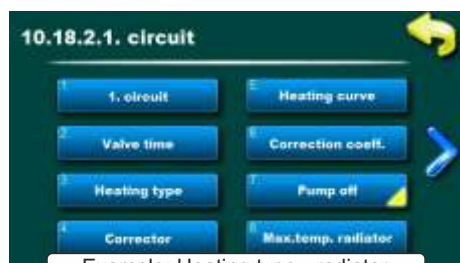 10.18.2.1. circuit
1 1. circuit
2 Valve time
3 Heating type
4 Corrector
5 Heating curve
6 Correction coeff.
7 Pump off
8 Max.temp. radiator
Example: Heating type - radiator